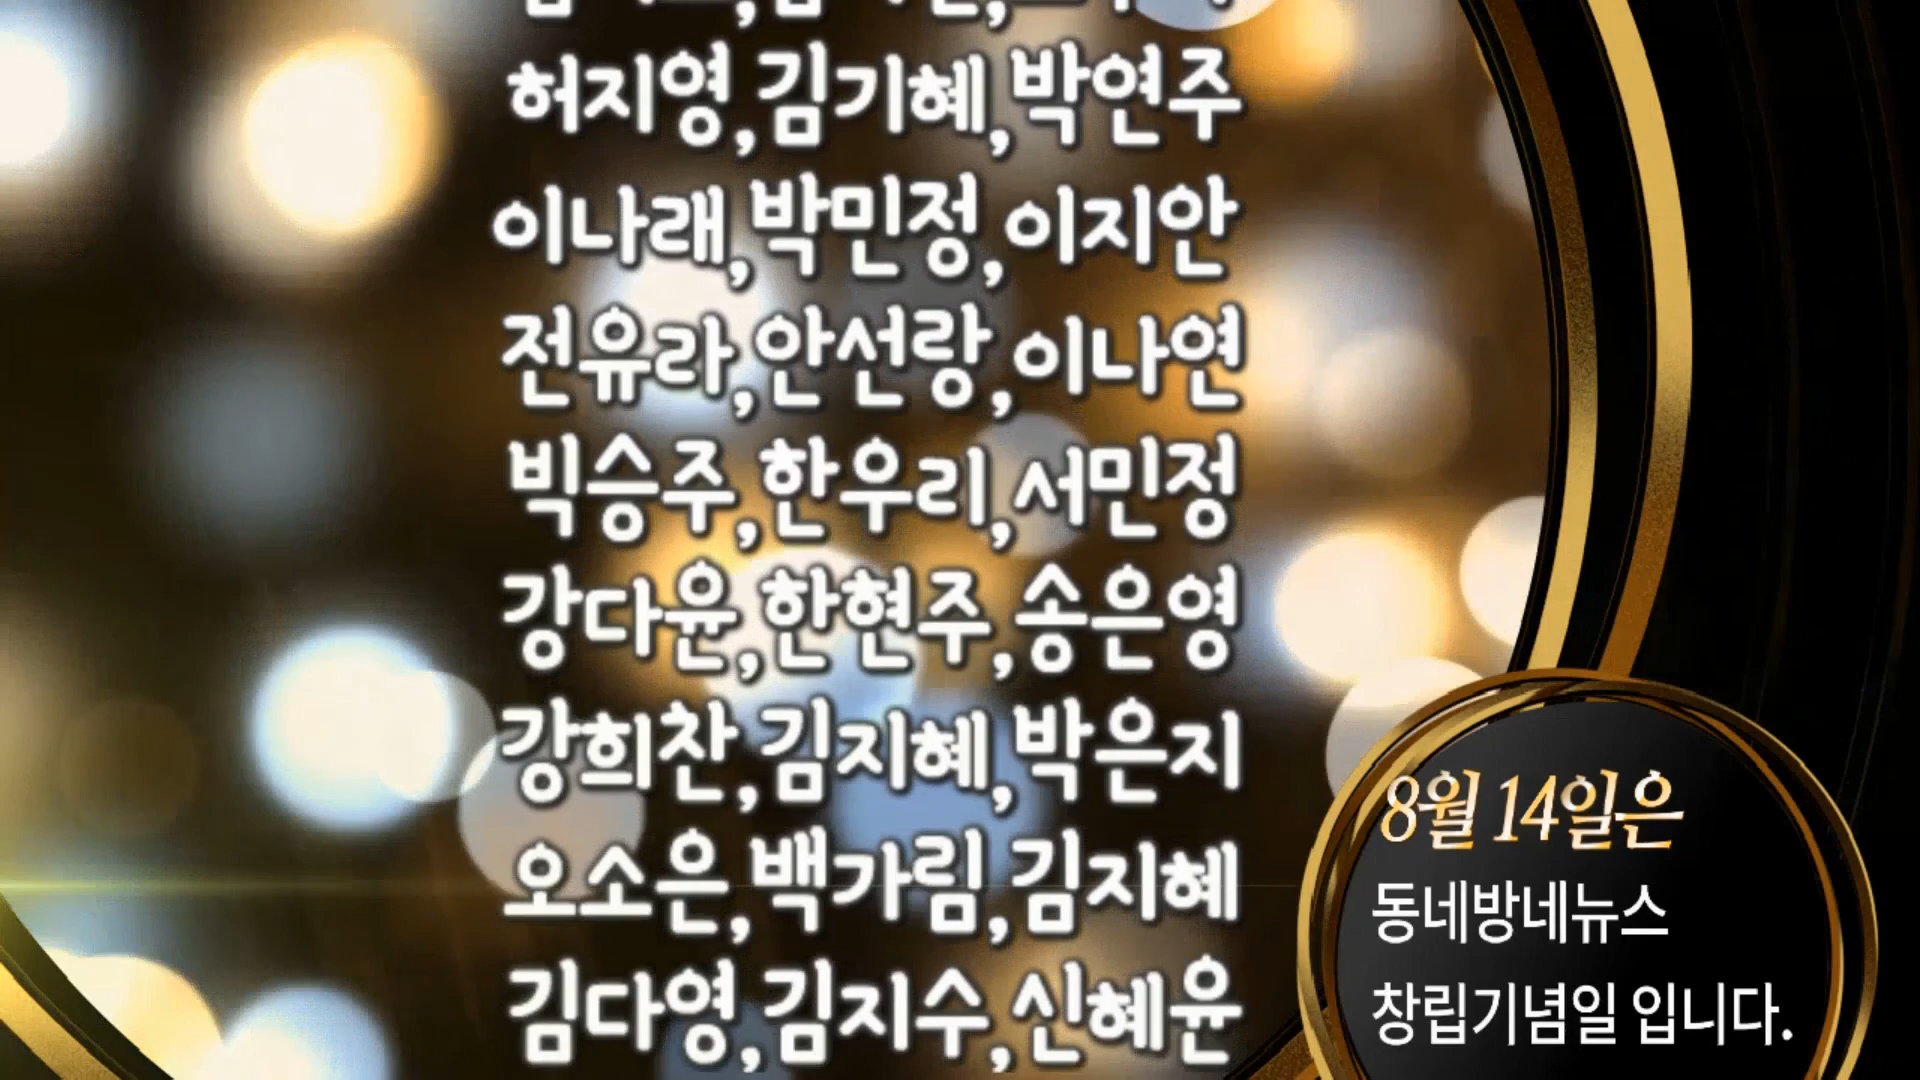 허지영,김기혜,박연주
이나래,박민정,이지안
전유라,안선랑,이나연
빅승주,한우리,서민정
강다윤,한현주,송은영
강희찬,김지혜,박은지
오소은,백가림,김지혜
김다영,김지수,신혜윤
8월 14일은
동네방네뉴스
창립기념일 입니다.